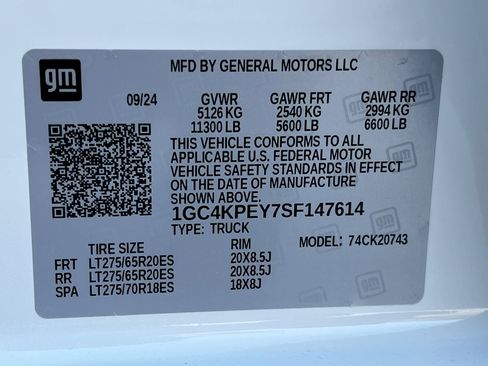 gm
MFD BY GENERAL MOTORS LLC
09/24 GVWR GAWR FRT GAWR RR
5126 KG 2540 KG 2994 KG
11300 LB 5600 LB 6600 LB
THIS VEHICLE CONFORMS TO ALL
APPLICABLE U.S. FEDERAL MOTOR
VEHICLE SAFETY STANDARDS IN EFFECT
ON THE DATE OF MANUFACTURE
SHOWN ABOVE.
1GC4KPEY7SF147614
TYPE: TRUCK
TIRE SIZE RIM MODEL: 74CK20743
FRT LT275/65R20ES 20X8.5J
RR LT275/65R20ES 20X8.5J
SPA LT275/70R18ES 18X8J